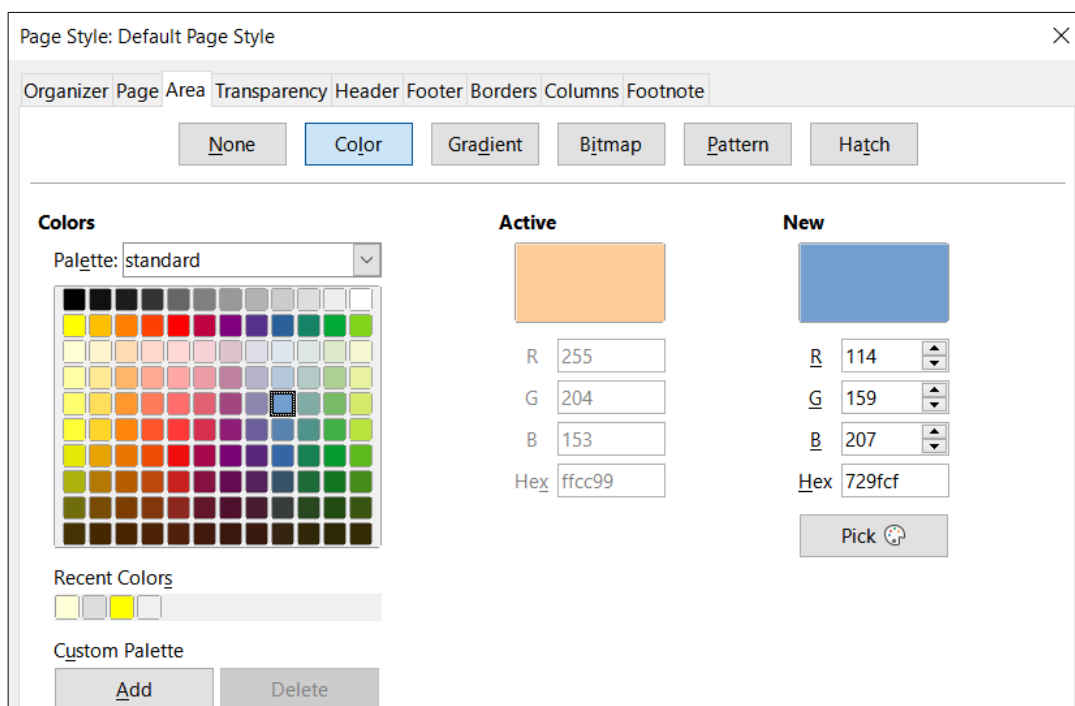 Page Style: Default Page Style
Organizer Page Area Transparency Header Footer Borders Columns Footnote
None Color Gradient Bitmap Pattern Hatch
Colors Active New
Palette: standard
R 255 R 114
G 204 G 159
B 153 B 207
Hex ffcc99 Hex 729fcf
Pick
Recent Colors
Custom Palette
Add Delete